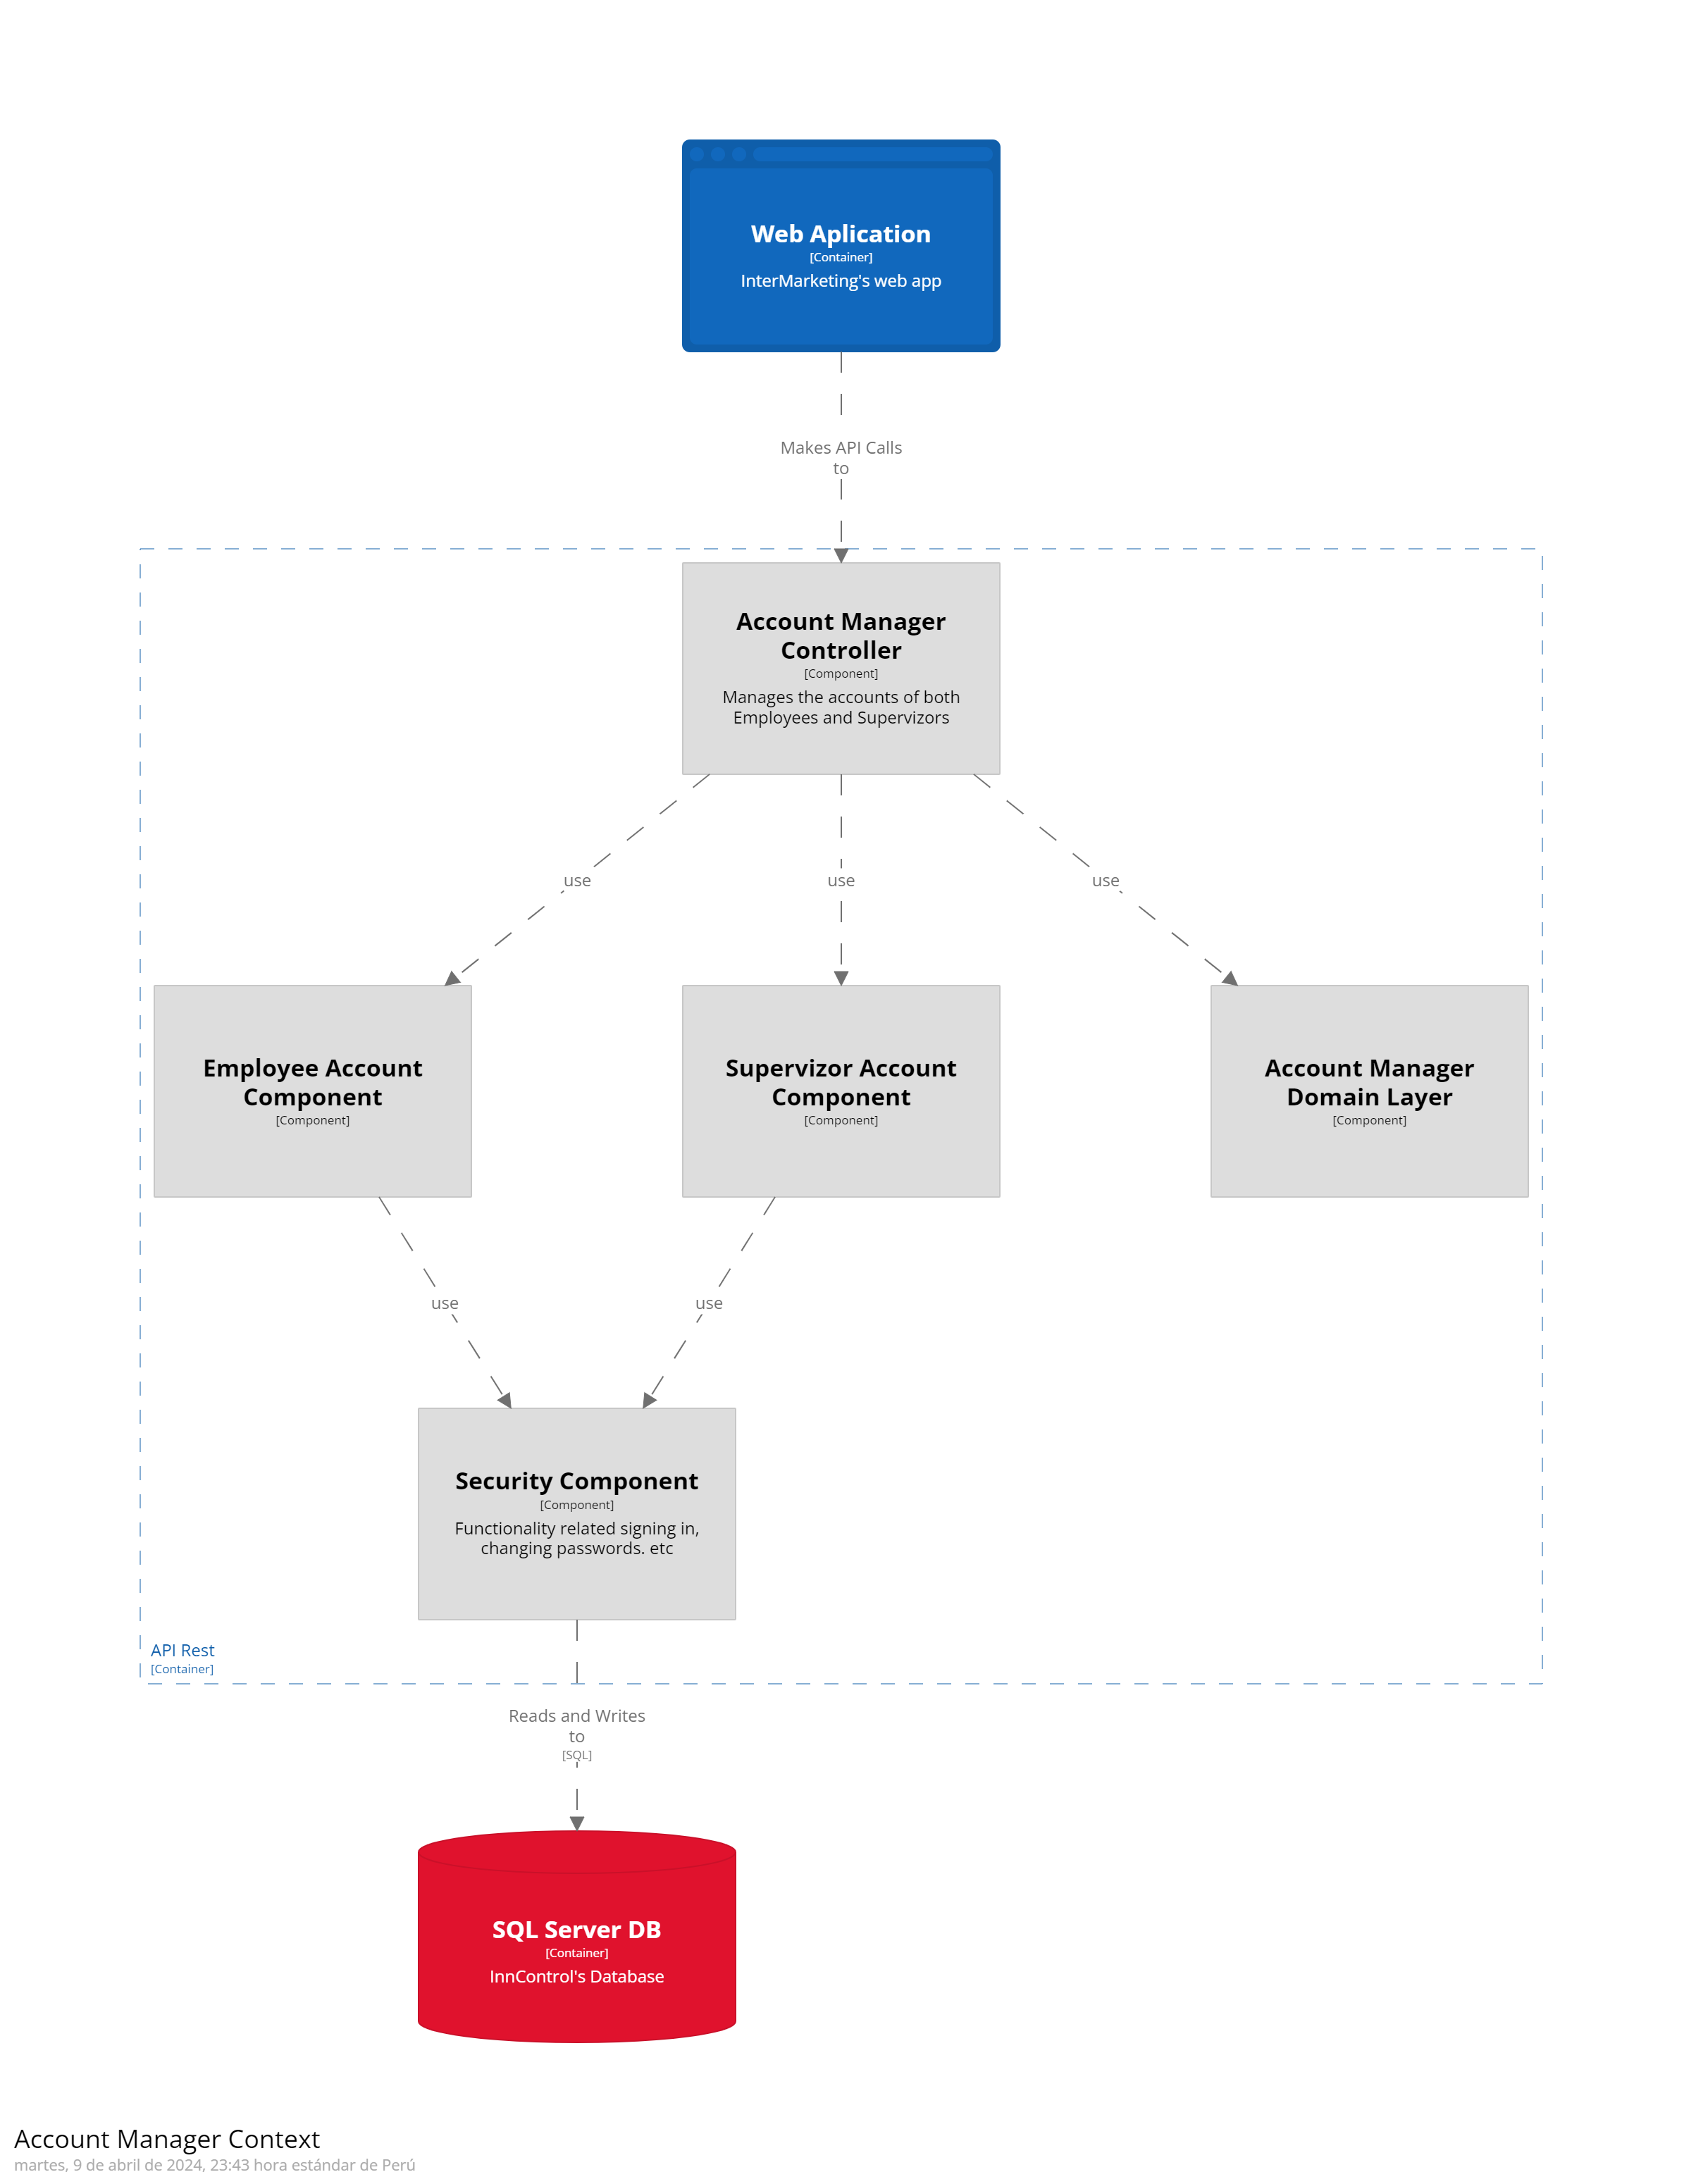 Web Aplication
[Container]
InterMarketing's web app
Makes API Calls
to
Account Manager
Controller
[Component]
Manages the accounts of both
Employees and Supervizors
use
use
use
Employee Account
Component
[Component]
Supervizor Account
Component
[Component]
Account Manager
Domain Layer
[Component]
use
use
Security Component
[Component]
Functionality related signing in,
changing passwords. etc
API Rest
[Container]
Reads and Writes
to
[SQL]
SQL Server DB
[Container]
InnControl's Database
Account Manager Context
martes, 9 de abril de 2024, 23:43 hora estándar de Perú